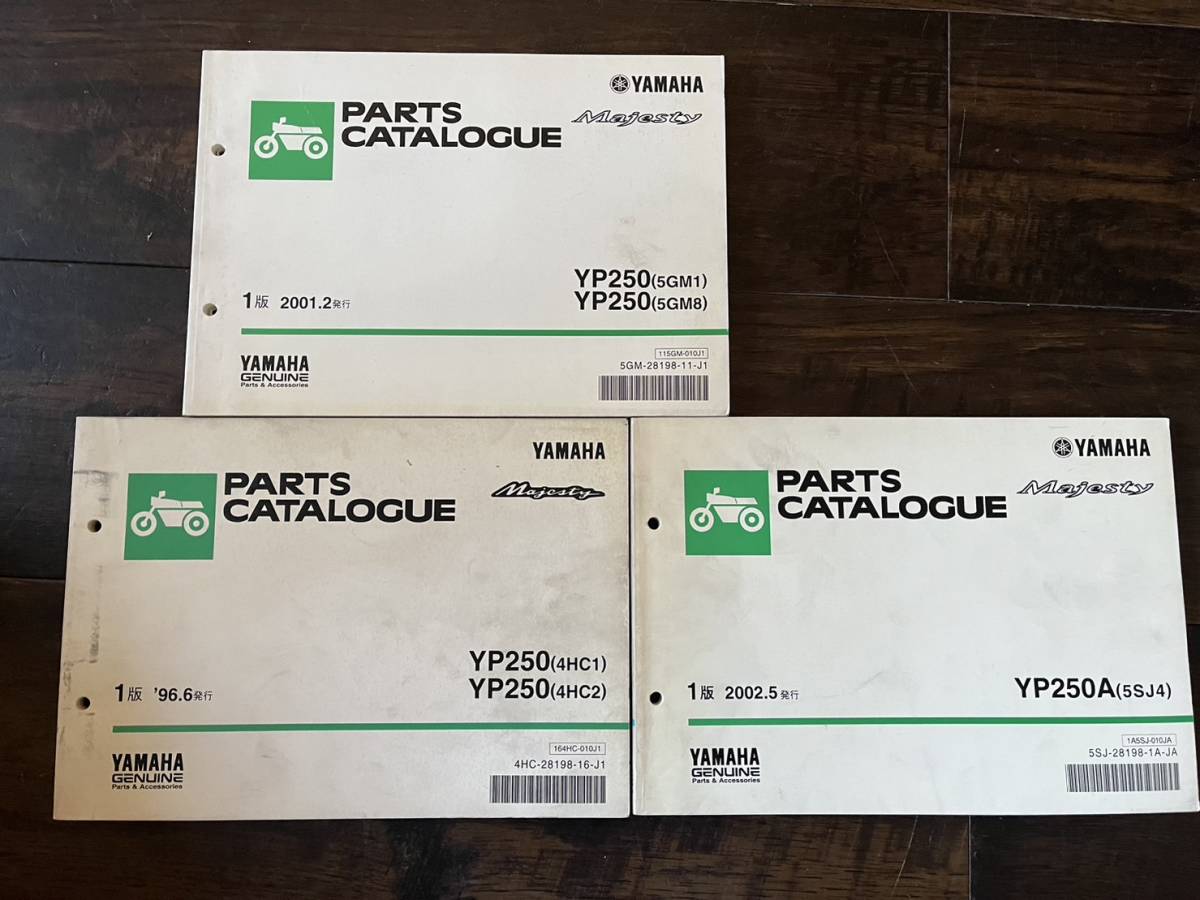 YAMAHA
PARTS
CATALOGUE
Majesty
YP250(5GM1)
YP250(5GM8)
1版 2001.2発行
YAMAHA
GENUINE
Parts & Accessories
115GM-010J1
5GM-28198-11-J1
YAMAHA
PARTS
CATALOGUE
Majesty
YP250(4HC1)
YP250(4HC2)
1版 '96.6発行
YAMAHA
GENUINE
Parts & Accessories
164HC-010J1
4HC-28198-16-J1
YAMAHA
PARTS
CATALOGUE
Majesty
YP250A(5SJ4)
1版 2002.5発行
YAMAHA
GENUINE
Parts & Accessories
1A5SJ-010JA
5SJ-28198-1A-JA